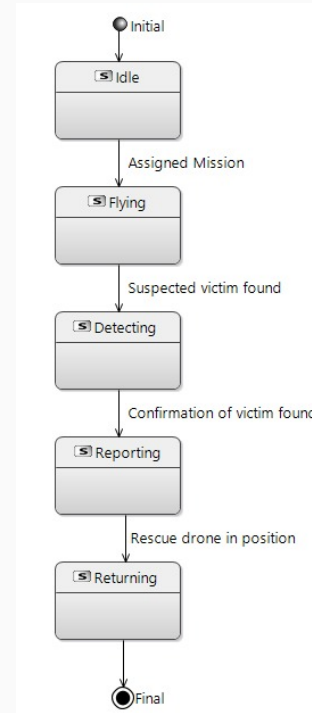 Initial
S Idle
Assigned Mission
S Flying
Suspected victim found
S Detecting
Confirmation of victim found
S Reporting
Rescue drone in position
S Returning
Final